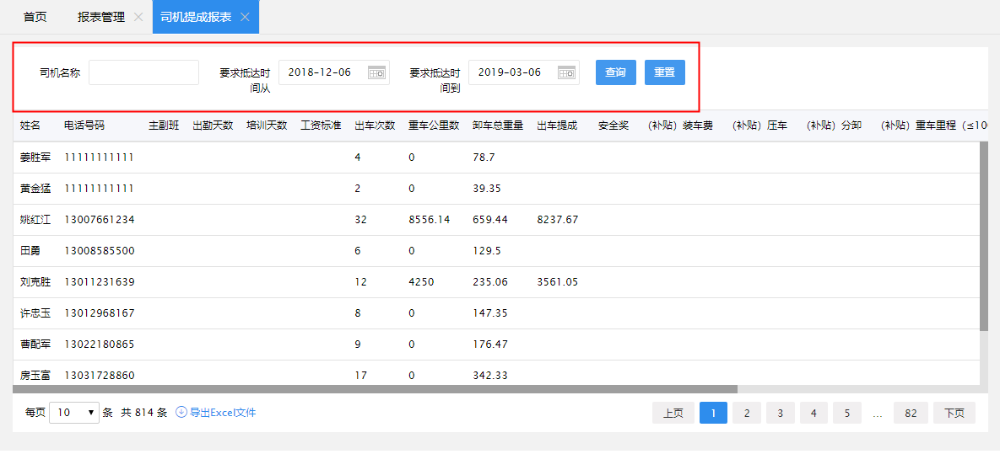 首页 报表管理 司机提成报表
司机名称 要求抵达时间从 2018-12-06 要求抵达时间到 2019-03-06 查询 重置
姓名 电话号码 主副班 出勤天数 培训天数 工资标准 出车次数 重车公里数 卸车总重量 出车提成 安全奖 （补贴）装车费 （补贴）压车 （补贴）分卸 （补贴）重车里程（≤100
姜胜军 11111111111 4 0 78.7
黄金猛 11111111111 2 0 39.35
姚红江 13007661234 32 8556.14 659.44 8237.67
田勇 13008585500 6 0 129.5
刘克胜 13011231639 12 4250 235.06 3561.05
许忠玉 13012968167 8 0 147.35
曹配军 13022180865 9 0 176.47
房玉富 13031728860 17 0 342.33
每页 10 条 共 814 条 导出Excel文件 上页 1 2 3 4 5 ... 82 下页